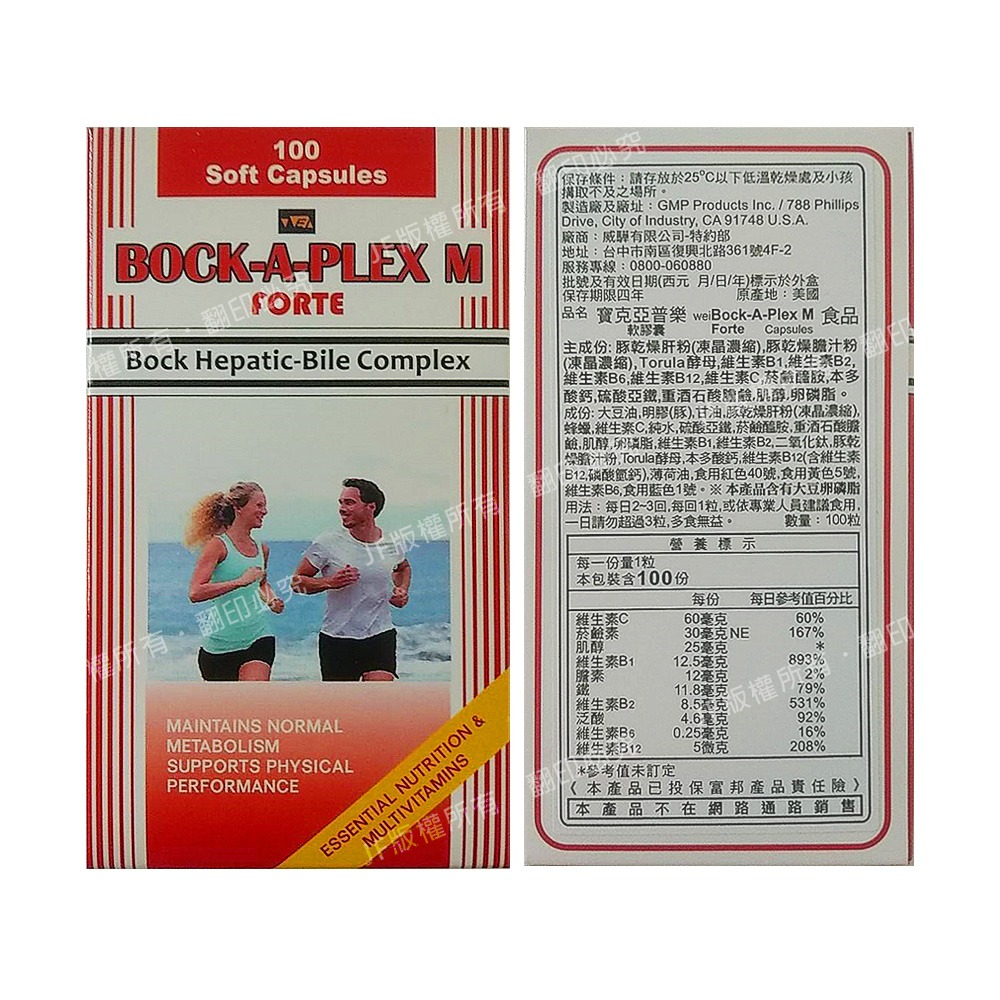 100
Soft Capsules
BOCK-A-PLEX M
FORTE
Bock Hepatic-Bile Complex
MAINTAINS NORMAL
METABOLISM
SUPPORTS PHYSICAL
PERFORMANCE
ESSENTIAL NUTRITION &
MULTIVITAMINS
JF版權所有・翻印必究
保存條件：請存放於25°C以下低溫乾燥處及小孩
搆取不及之場所。
製造廠及廠址：GMP Products Inc. / 788 Phillips
Drive, City of Industry, CA 91748 U.S.A.
廠商：威驊有限公司-特約部
地址：台中市南區復興北路361號4F-2
服務專線：0800-060880
批號及有效日期(西元 月/日/年)標示於外盒
保存期限四年 原產地：美國
品名 寶克亞普樂 weiBock-A-Plex M 食品
軟膠囊 Forte Capsules
主成份: 豚乾燥肝粉(凍晶濃縮),豚乾燥膽汁粉
(凍晶濃縮),Torula酵母,維生素B1,維生素B2,
維生素B6,維生素B12,維生素C,菸鹼醯胺,本多
酸鈣,硫酸亞鐵,重酒石酸膽鹼,肌醇,卵磷脂。
成份: 大豆油,明膠(豚),甘油,豚乾燥肝粉(凍晶濃縮),
蜂蠟,維生素C,純水,硫酸亞鐵,菸鹼醯胺,重酒石酸膽
鹼,肌醇,卵磷脂,維生素B1,維生素B2,二氧化鈦,豚乾
燥膽汁粉,Torula酵母,本多酸鈣,維生素B12(含維生素
B12,磷酸氫鈣),薄荷油,食用紅色40號,食用黃色5號,
維生素B6,食用藍色1號。※本產品含有大豆卵磷脂
用法：每日2~3回,每回1粒,或依專業人員建議食用,
一日請勿超過3粒,多食無益。 數量：100粒
營養標示
每一份量1粒
本包裝含100份
每份 每日參考值百分比
維生素C 60毫克 60%
菸鹼素 30毫克NE 167%
肌醇 25毫克 *
維生素B1 12.5毫克 893%
膽素 12毫克 2%
鐵 11.8毫克 79%
維生素B2 8.5毫克 531%
泛酸 4.6毫克 92%
維生素B6 0.25毫克 16%
維生素B12 5微克 208%
*參考值未訂定
〈本產品已投保富邦產品責任險〉
本產品不在網路通路銷售